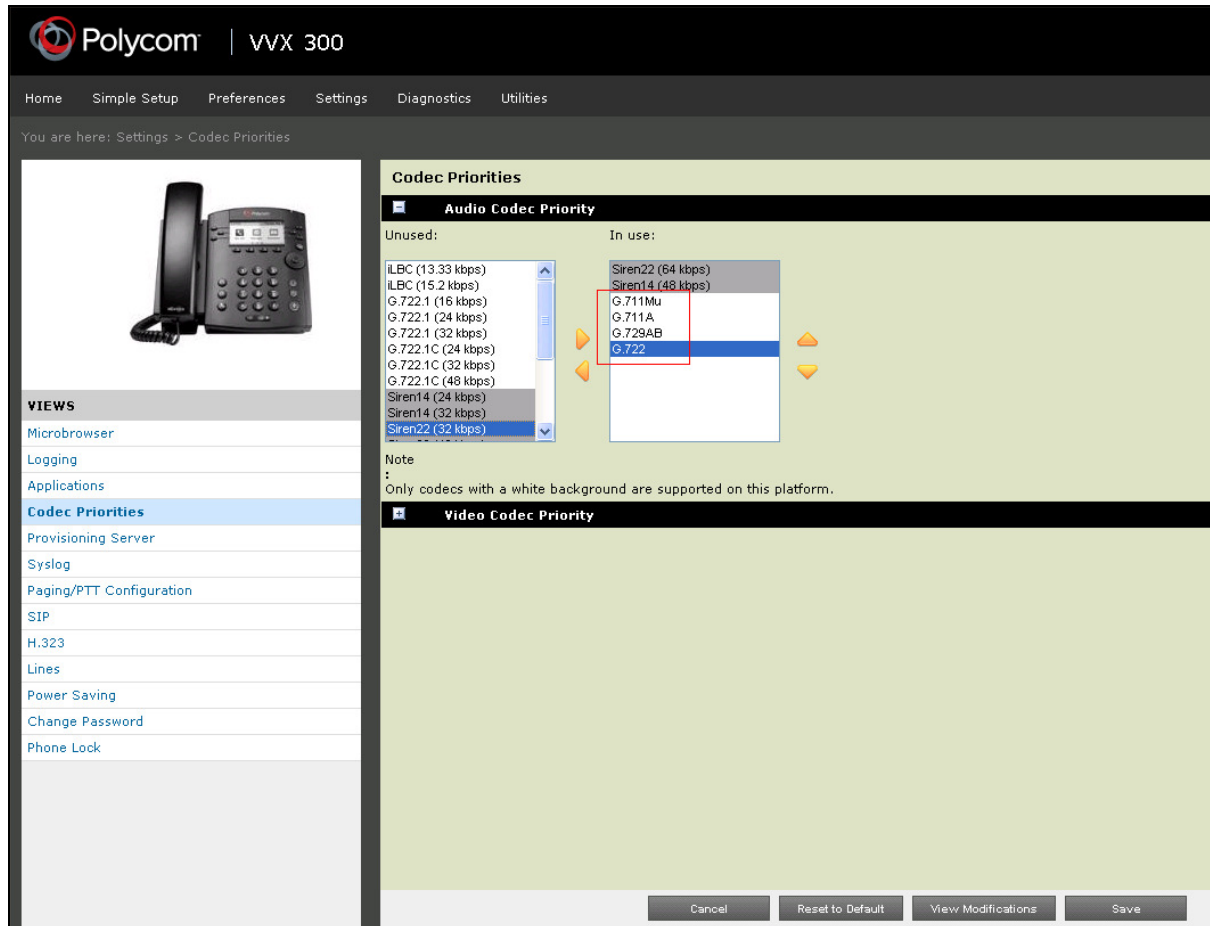 Polycom | VVX 300
Home Simple Setup Preferences Settings Diagnostics Utilities
You are here: Settings > Codec Priorities
VIEWS
Microbrowser
Logging
Applications
Codec Priorities
Provisioning Server
Syslog
Paging/PTT Configuration
SIP
H.323
Lines
Power Saving
Change Password
Phone Lock
Codec Priorities
Audio Codec Priority
Unused:
iLBC (13.33 kbps)
iLBC (15.2 kbps)
G.722.1 (16 kbps)
G.722.1 (24 kbps)
G.722.1 (32 kbps)
G.722.1C (24 kbps)
G.722.1C (32 kbps)
G.722.1C (48 kbps)
Siren14 (24 kbps)
Siren14 (32 kbps)
Siren22 (32 kbps)
In use:
Siren22 (64 kbps)
Siren14 (48 kbps)
G.711Mu
G.711A
G.729AB
G.722
Note
:
Only codecs with a white background are supported on this platform.
Video Codec Priority
Cancel Reset to Default View Modifications Save